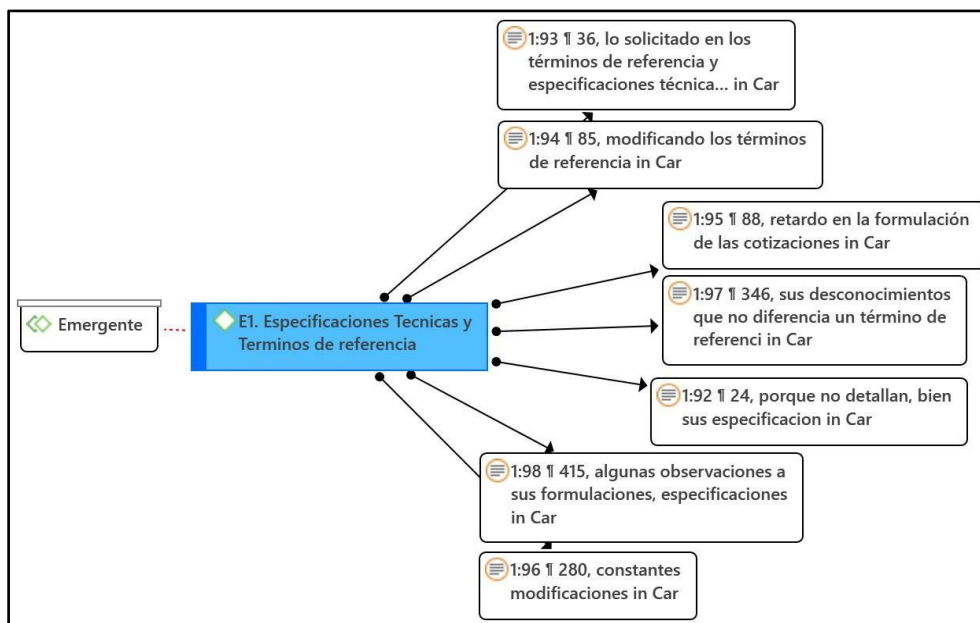 1:93 ¶ 36, lo solicitado en los
términos de referencia y
especificaciones técnica... in Car
1:94 ¶ 85, modificando los términos
de referencia in Car
1:95 ¶ 88, retardo en la formulación
de las cotizaciones in Car
1:97 ¶ 346, sus desconocimientos
que no diferencia un término de
referenci in Car
Emergente
E1. Especificaciones Tecnicas y
Terminos de referencia
1:92 ¶ 24, porque no detallan, bien
sus especificacion in Car
1:98 ¶ 415, algunas observaciones a
sus formulaciones, especificaciones
in Car
1:96 ¶ 280, constantes
modificaciones in Car